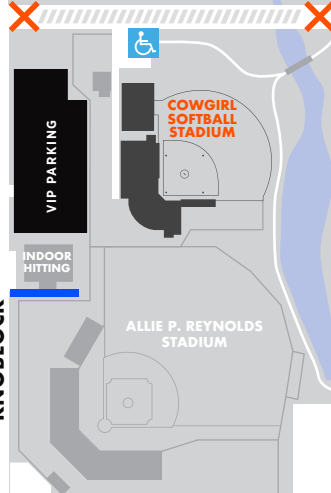 COWGIRL
SOFTBALL
STADIUM
VIP PARKING
INDOOR
HITTING
ALLIE P. REYNOLDS
STADIUM
KNOBLOCK